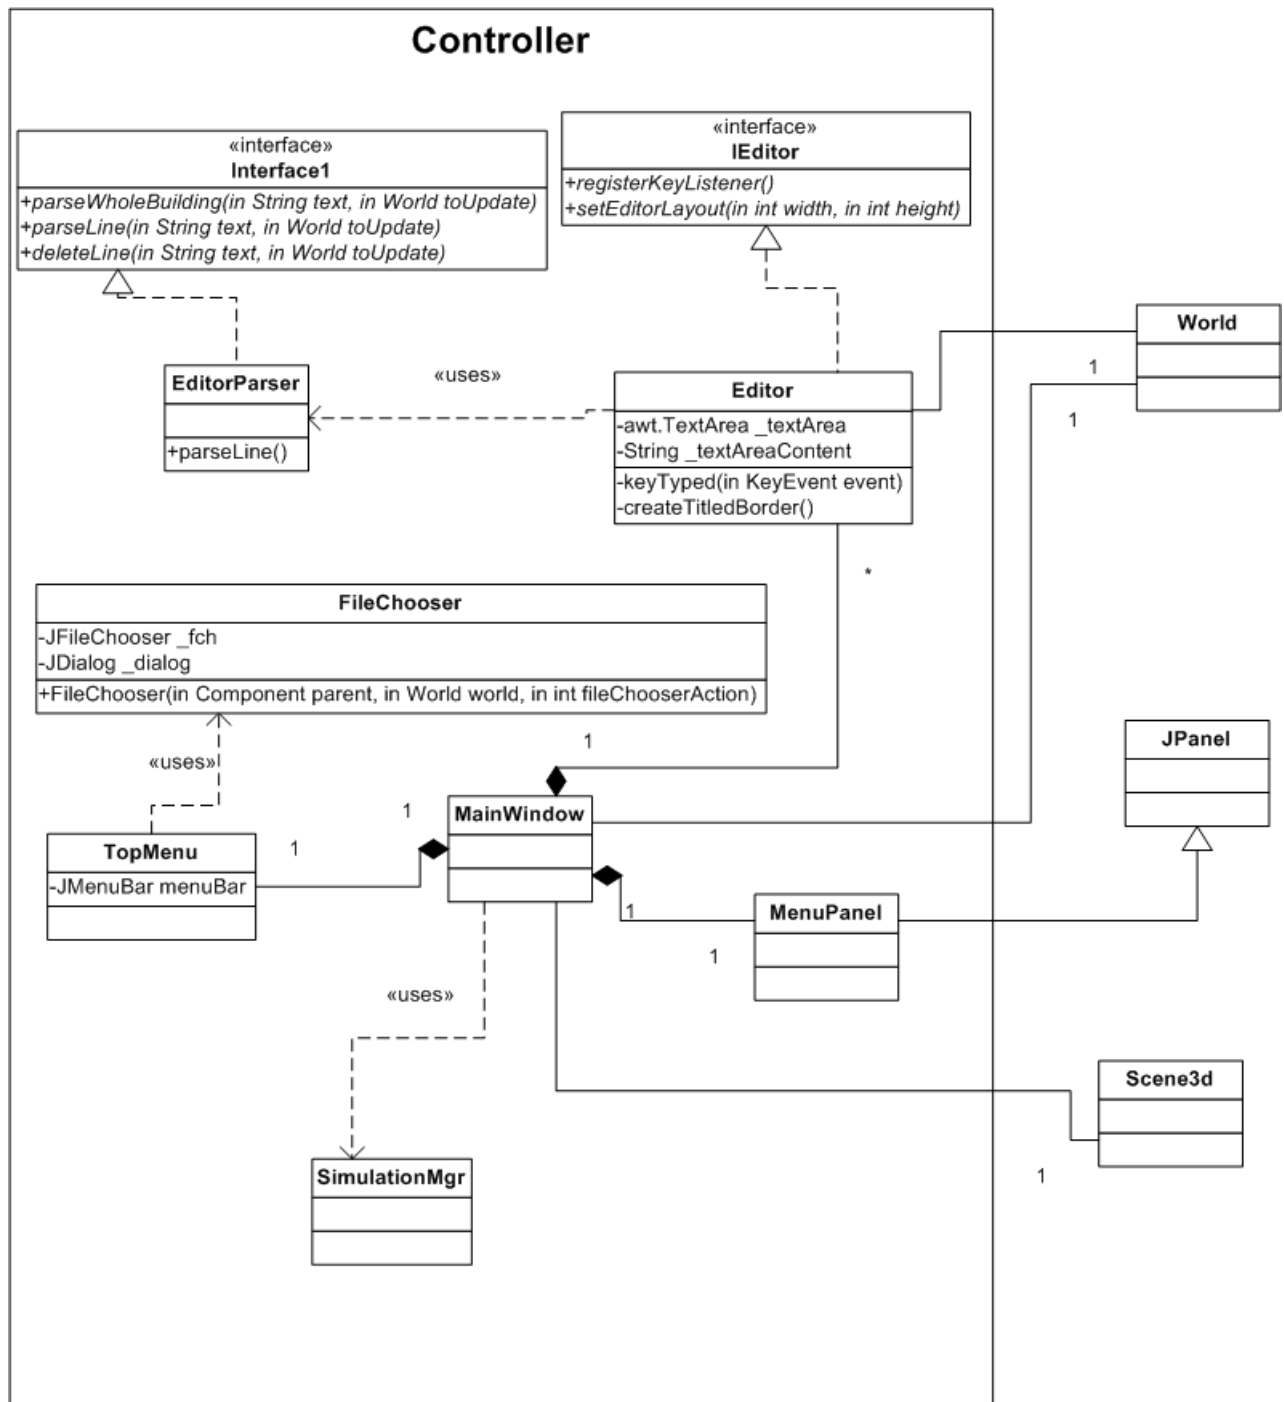 Controller
«interface»
Interface1
+parseWholeBuilding(in String text, in World toUpdate)
+parseLine(in String text, in World toUpdate)
+deleteLine(in String text, in World toUpdate)
«interface»
IEditor
+registerKeyListener()
+setEditorLayout(in int width, in int height)
World
1
1
EditorParser
+parseLine()
«uses»
Editor
-awt.TextArea _textArea
-String _textAreaContent
-keyTyped(in KeyEvent event)
-createTitledBorder()
*
FileChooser
-JFileChooser _fch
-JDialog _dialog
+FileChooser(in Component parent, in World world, in int fileChooserAction)
«uses»
1
JPanel
TopMenu
-JMenuBar menuBar
1
1
MainWindow
1
1
MenuPanel
«uses»
Scene3d
1
SimulationMgr